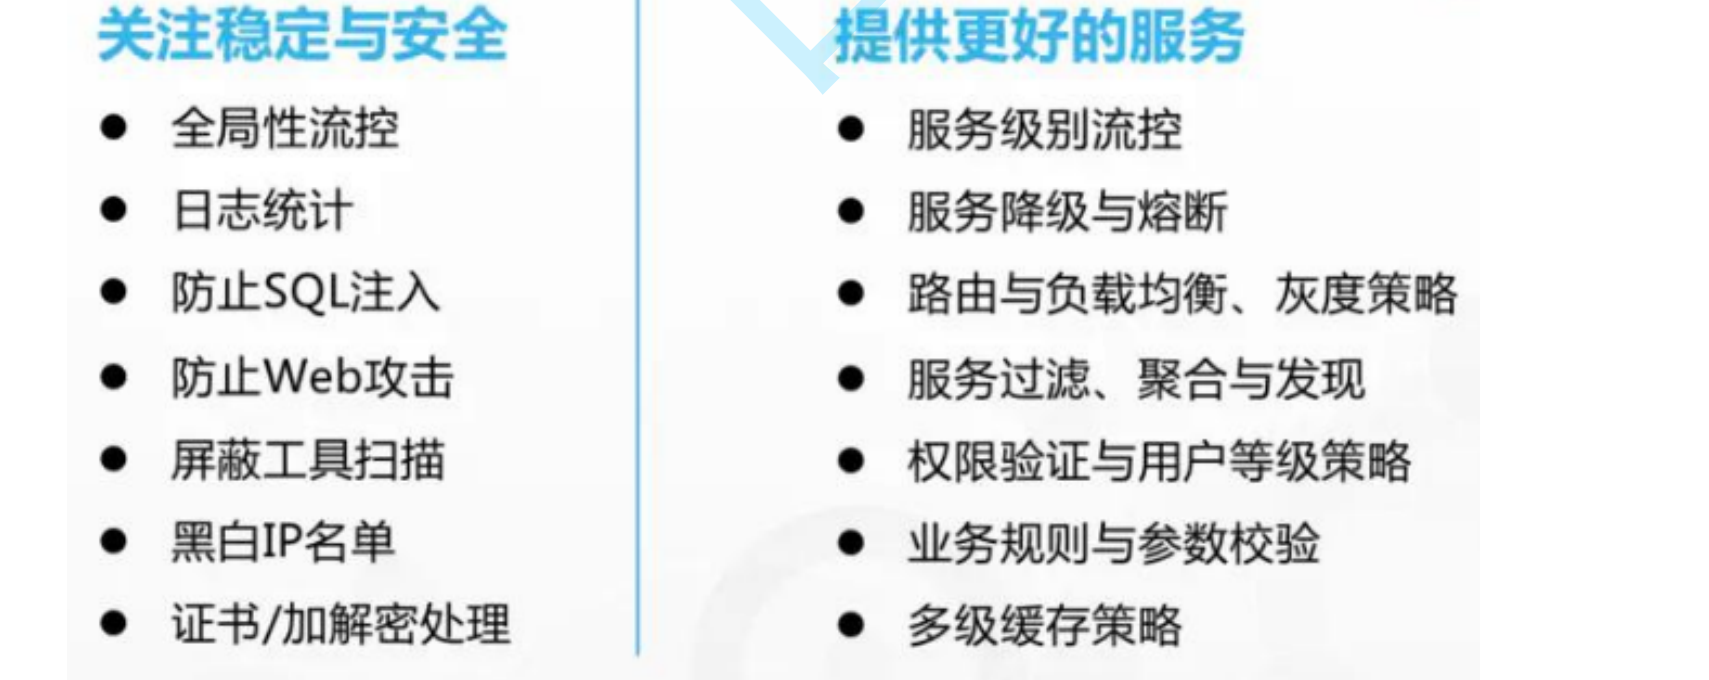 关注稳定与安全
全局性流控
日志统计
防止SQL注入
防止Web攻击
屏蔽工具扫描
黑白IP名单
证书/加解密处理
提供更好的服务
服务级别流控
服务降级与熔断
路由与负载均衡、灰度策略
服务过滤、聚合与发现
权限验证与用户等级策略
业务规则与参数校验
多级缓存策略